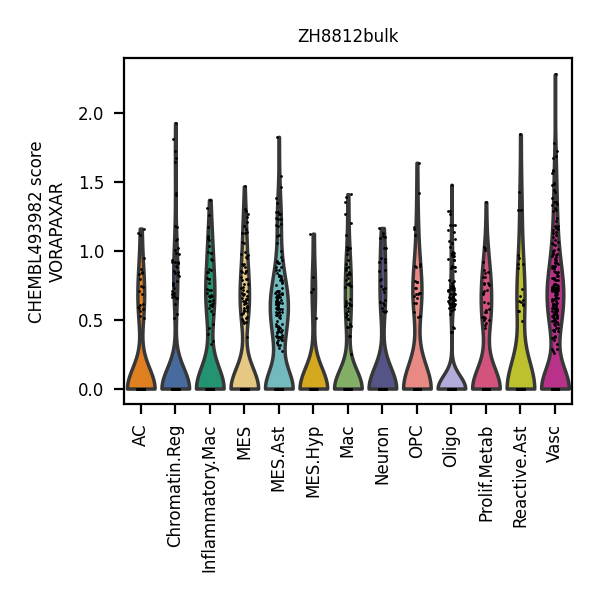 ZH8812bulk
CHEMBL493982 score
VORAPAXAR
2.0
1.5
1.0
0.5
0.0
AC
Chromatin.Reg
Inflammatory.Mac
MES
MES.Ast
MES.Hyp
Mac
Neuron
OPC
Oligo
Prolif.Metab
Reactive.Ast
Vasc